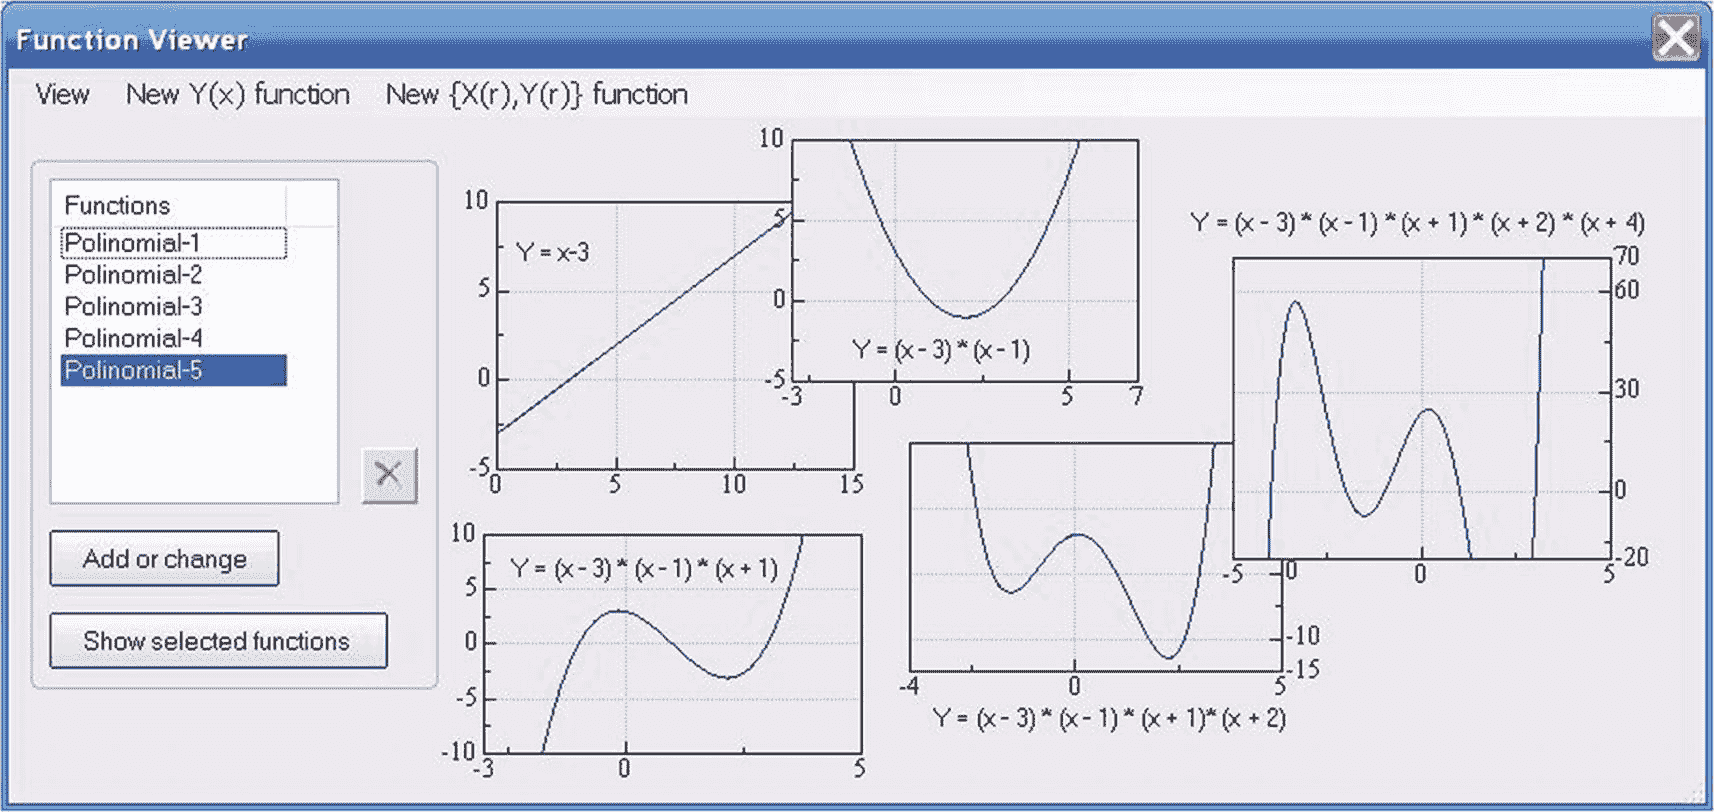 Function Viewer
View New Y(x) function New {X(r),Y(r)} function
Functions
Polinomial-1
Polinomial-2
Polinomial-3
Polinomial-4
Polinomial-5
Add or change
Show selected functions
10
5
0
-5
0 5 10 15
Y = x-3
10
5
0
-5
-3 0 5 7
Y = (x - 3) * (x - 1)
Y = (x - 3) * (x - 1) * (x + 1) * (x + 2) * (x + 4)
70
60
30
0
-20
-5 0 5
10
5
0
-5
-10
-3 0 5
Y = (x - 3) * (x - 1) * (x + 1)
0
-10
-15
-4 0 5
Y = (x - 3) * (x - 1) * (x + 1)* (x + 2)